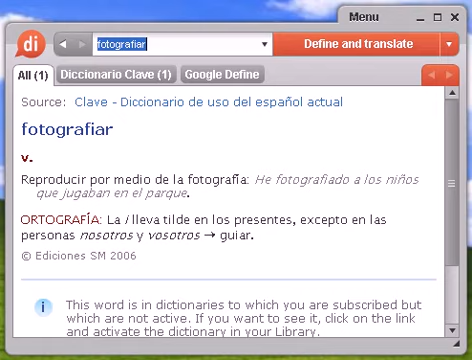 Menu
di
fotografiar
Define and translate
All (1)
Diccionario Clave (1)
Google Define
Source: Clave - Diccionario de uso del español actual
fotografiar
v.
Reproducir por medio de la fotografía: He fotografiado a los niños
que jugaban en el parque.
ORTOGRAFÍA: La i lleva tilde en los presentes, excepto en las
personas nosotros y vosotros → guiar.
© Ediciones SM 2006
i
This word is in dictionaries to which you are subscribed but
which are not active. If you want to see it, click on the link
and activate the dictionary in your Library.